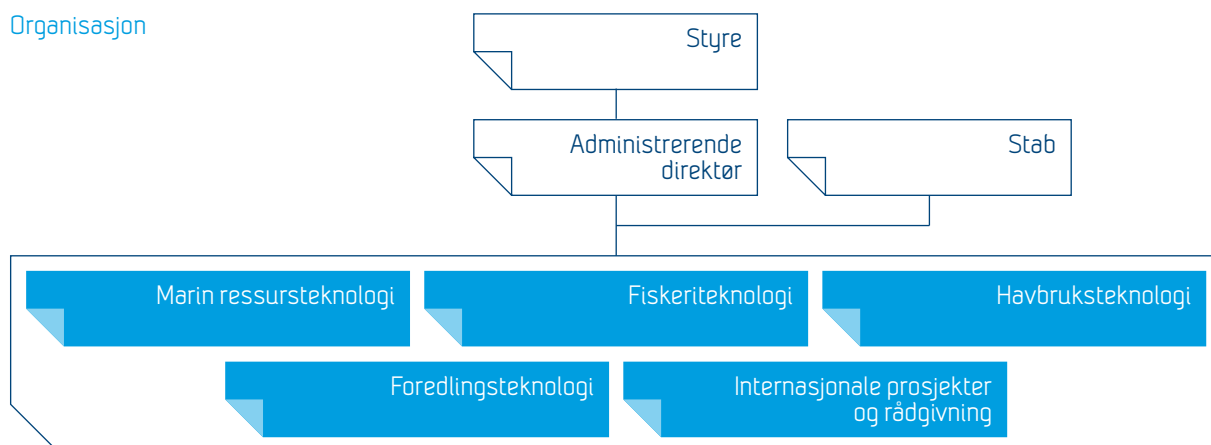 Organisasjon
Styre
Administrerende
direktør
Stab
Marin ressursteknologi
Fiskeriteknologi
Havbruksteknologi
Foredlingsteknologi
Internasjonale prosjekter
og rådgivning